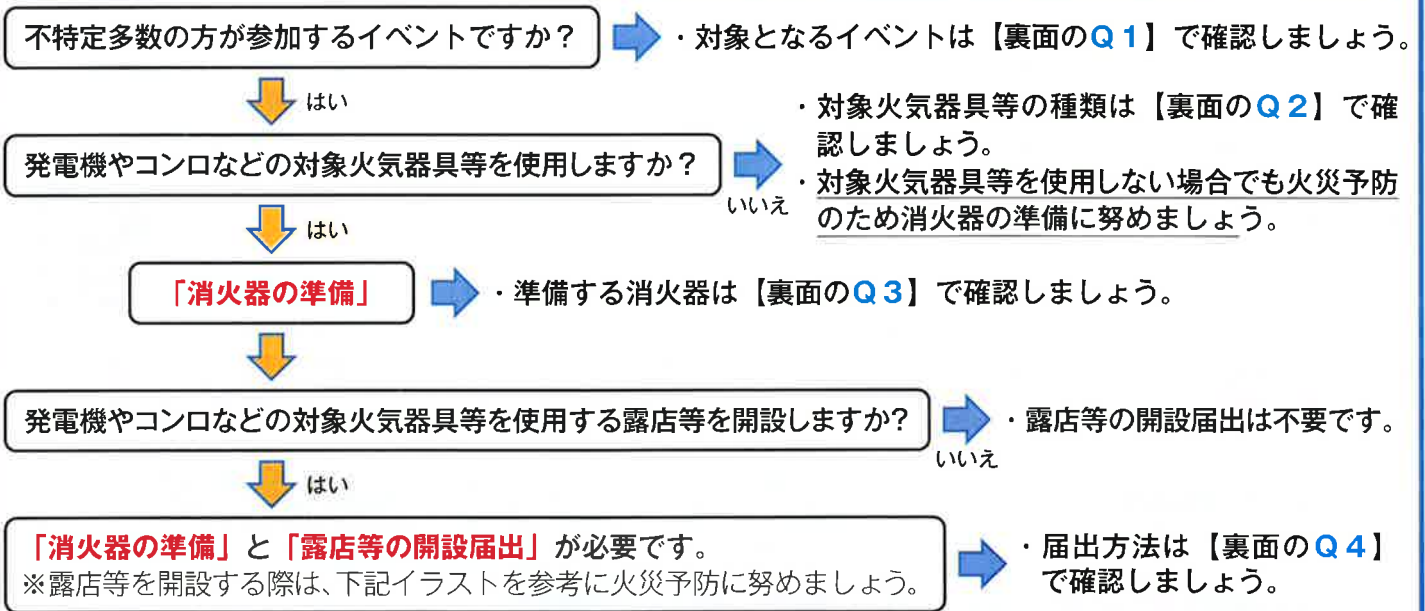 不特定多数の方が参加するイベントですか？
・対象となるイベントは【裏面のQ1】で確認しましょう。
はい
発電機やコンロなどの対象火気器具等を使用しますか？
いいえ
・対象火気器具等の種類は【裏面のQ2】で確
認しましょう。
・対象火気器具等を使用しない場合でも火災予防
のため消火器の準備に努めましょう。
はい
「消火器の準備」
・準備する消火器は【裏面のQ3】で確認しましょう。
発電機やコンロなどの対象火気器具等を使用する露店等を開設しますか?
いいえ
・露店等の開設届出は不要です。
はい
「消火器の準備」と「露店等の開設届出」が必要です。
※露店等を開設する際は、下記イラストを参考に火災予防に努めましょう。
・届出方法は【裏面のQ4】
で確認しましょう。